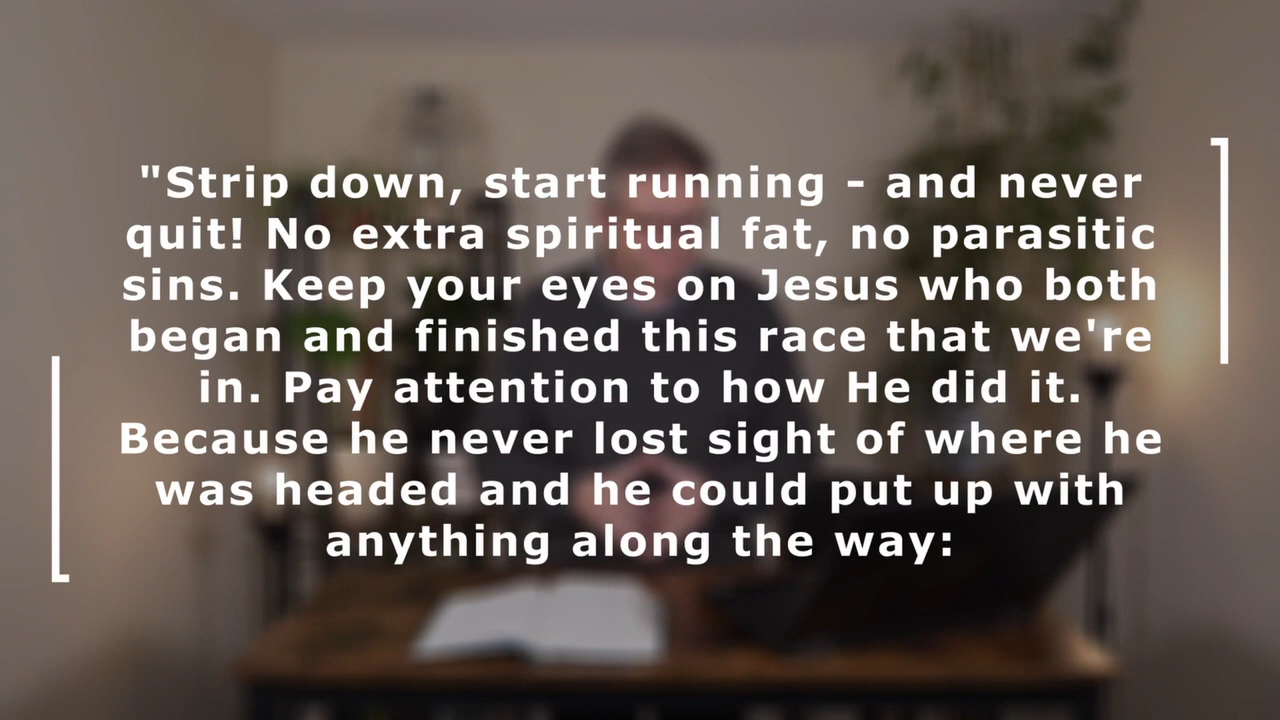 "Strip down, start running - and never
quit! No extra spiritual fat, no parasitic
sins. Keep your eyes on Jesus who both
began and finished this race that we're
in. Pay attention to how He did it.
Because he never lost sight of where he
was headed and he could put up with
anything along the way: